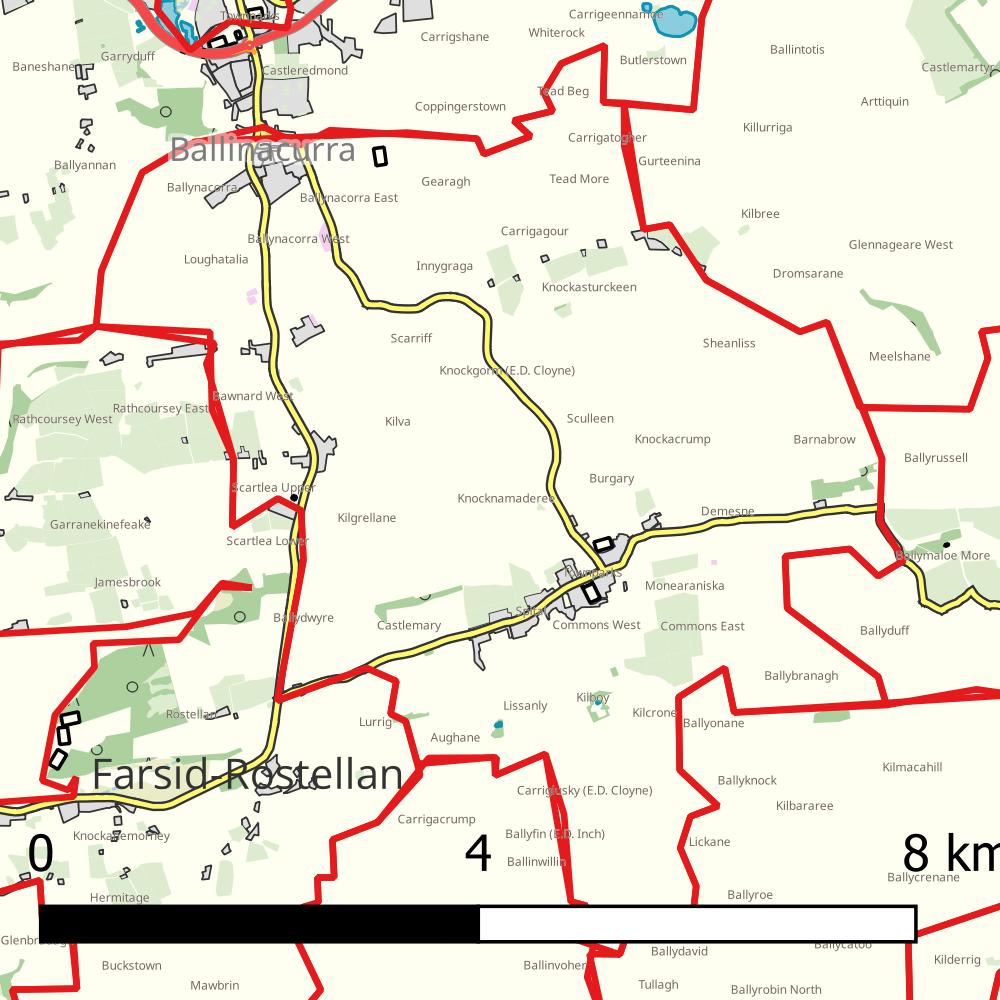 Townparks
Carrigeennamoe
Carrigshane
Whiterock
Ballintotis
Garryduff
Baneshane
Castleredmond
Butlerstown
Castlemartyr
Tead Beg
Arttiquin
Coppingerstown
Killurriga
Carrigatogher
Ballinacurra
Ballyannan
Gurteenina
Gearagh
Tead More
Ballynacorra
Ballynacorra East
Kilbree
Carrigagour
Ballynacorra West
Glennageare West
Loughatalia
Innygraga
Dromsarane
Knockasturckeen
Scarriff
Sheanliss
Meelshane
Knockgorm (E.D. Cloyne)
Bawnard West
Rathcoursey East
Rathcoursey West
Kilva
Sculleen
Knockacrump
Barnabrow
Ballyrussell
Burgary
Scartlea Upper
Knocknamaderee
Demesne
Kilgrellane
Garranekinefeake
Scartlea Lower
Ballymaloe More
Townparks
Jamesbrook
Monearaniska
Spital
Ballydwyre
Castlemary
Commons West
Commons East
Ballyduff
Ballybranagh
Kilboy
Lissanly
Kilcrone
Rostellan
Lurrig
Ballyonane
Aughane
Kilmacahill
Farsid-Rostellan
Ballyknock
Carriglusky (E.D. Cloyne)
Kilbararee
Carrigacrump
Knockanemorney
Ballyfin (E.D. Inch)
Lickane
0 4 8 km
Ballinwillin
Ballycrenane
Hermitage
Ballyroe
Ballycatoo
Ballydavid
Kilderrig
Buckstown
Ballinvoher
Mawbrin
Tullagh
Ballyrobin North